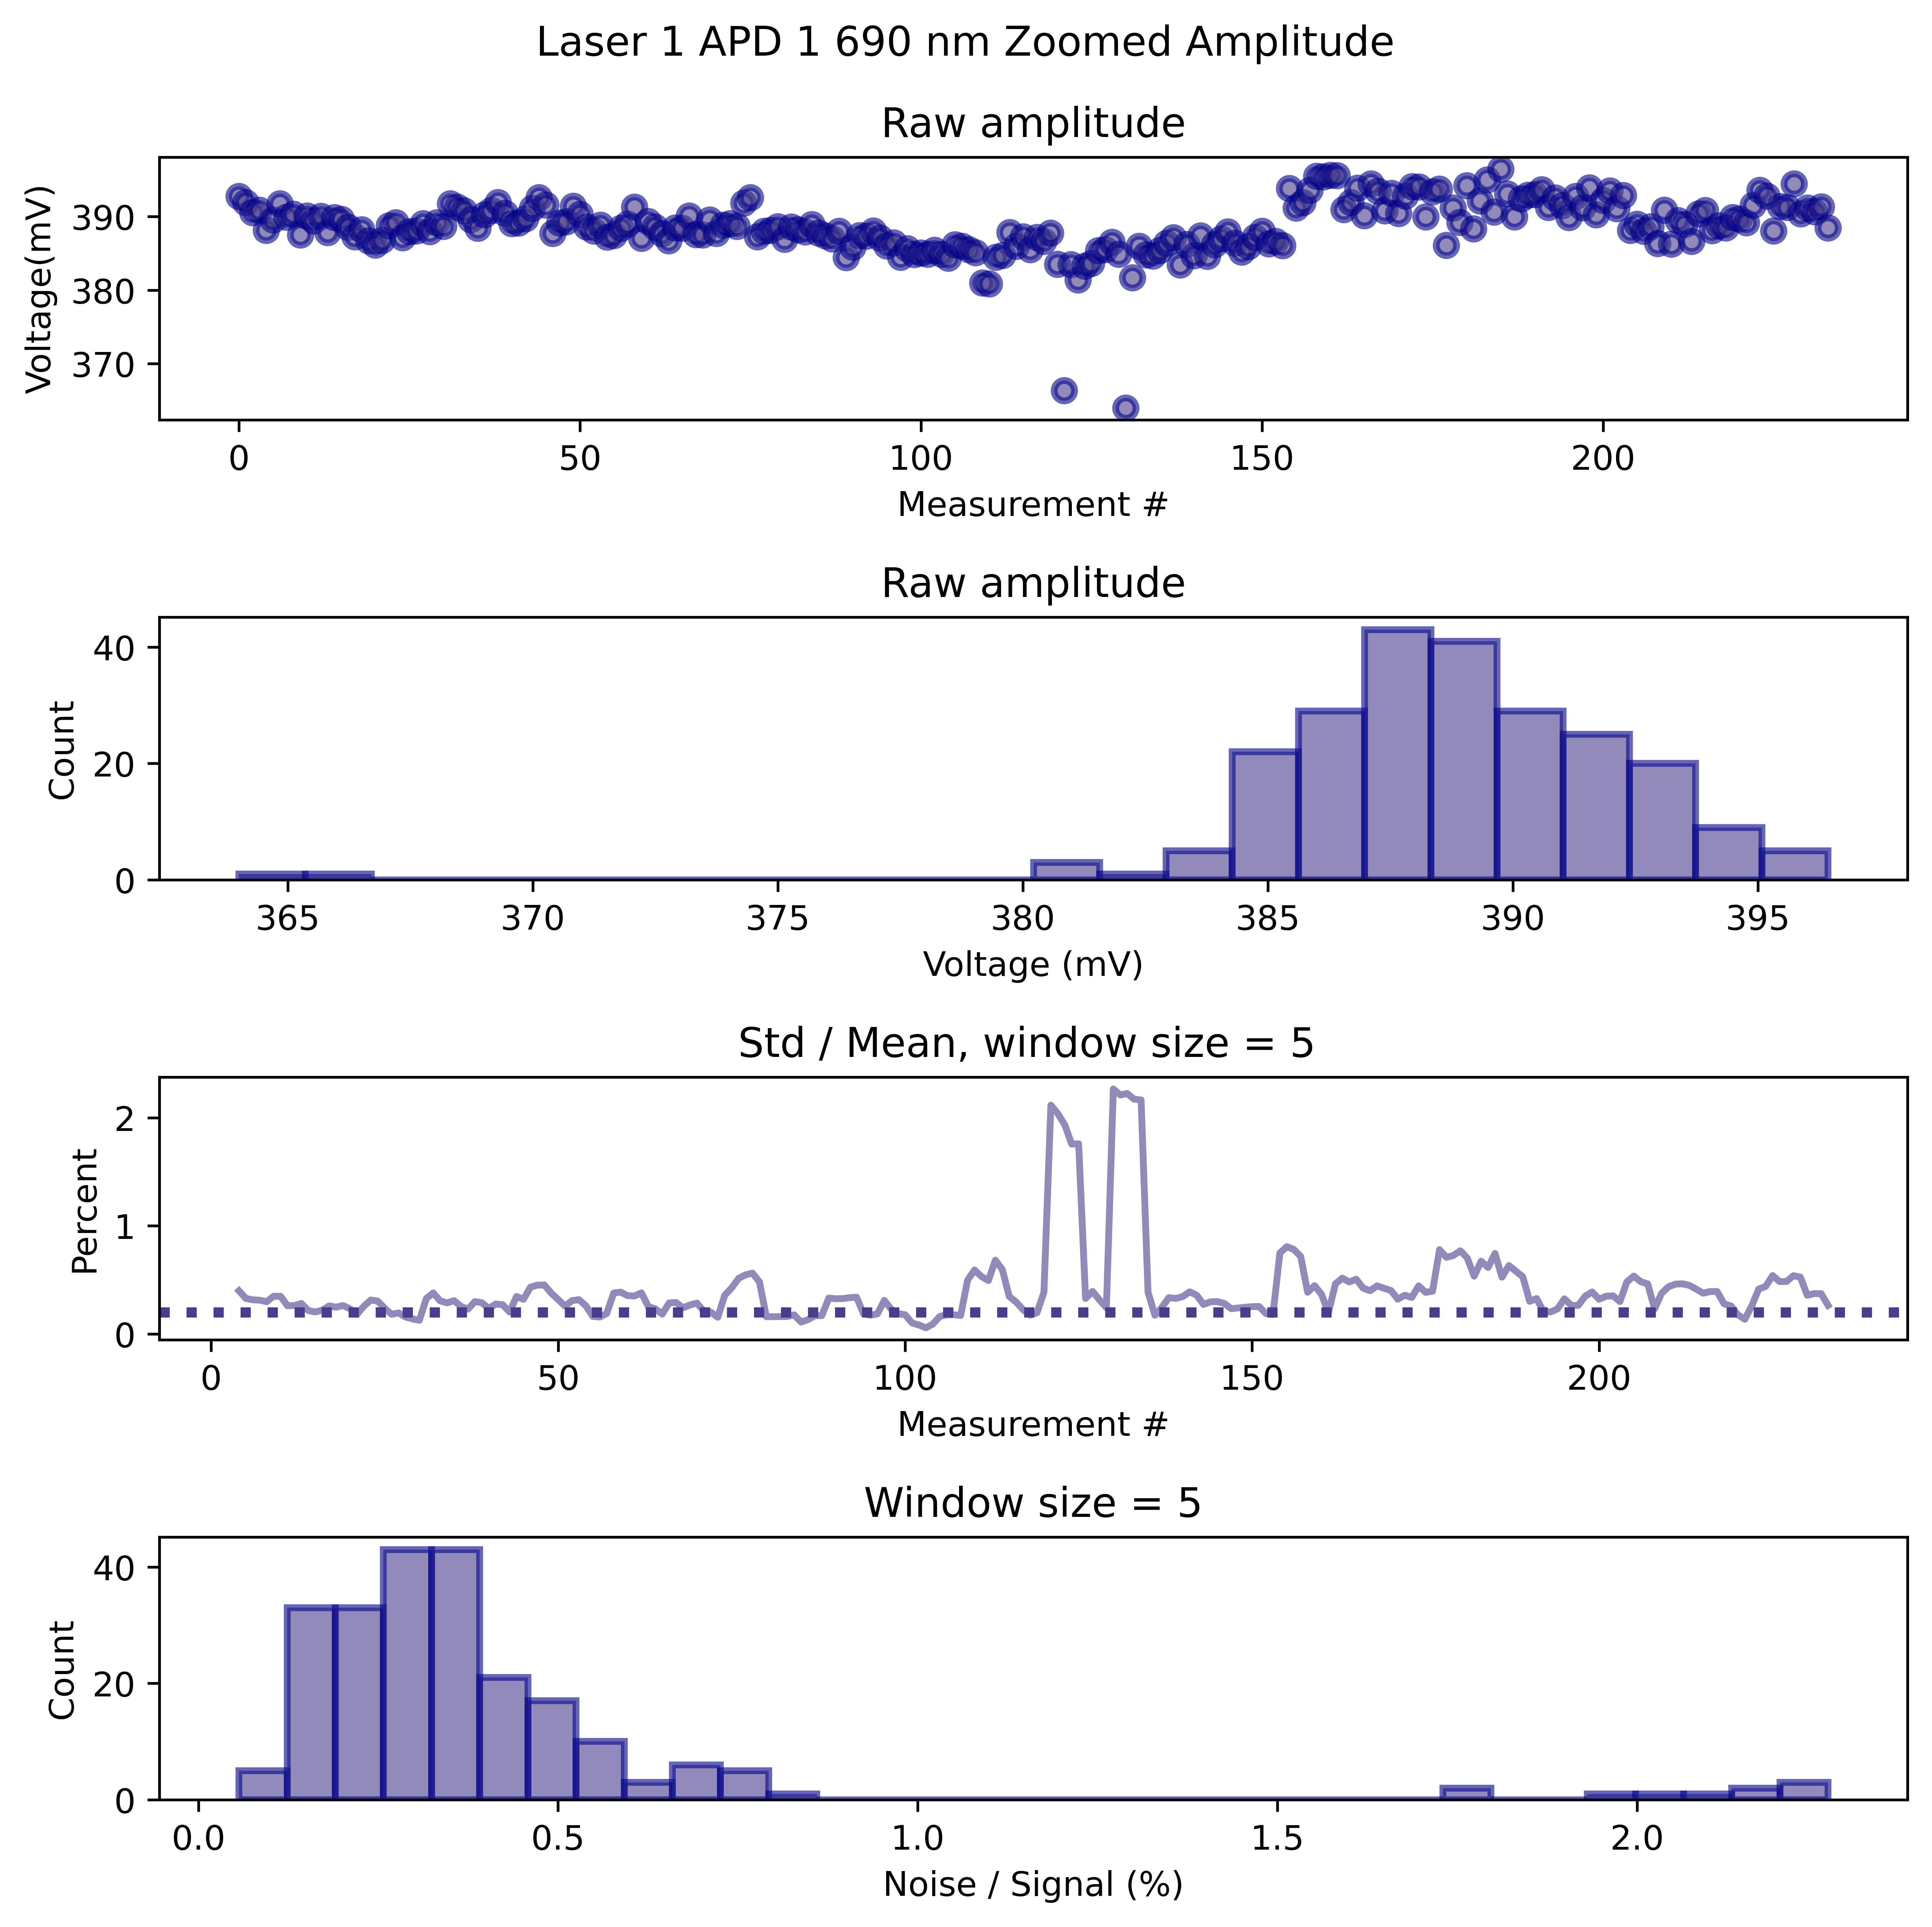 Laser 1 APD 1 690 nm Zoomed Amplitude
Raw amplitude
Voltage(mV)
390
380
370
0 50 100 150 200
Measurement #
Raw amplitude
Count
40
20
0
365 370 375 380 385 390 395
Voltage (mV)
Std / Mean, window size = 5
Percent
2
1
0
0 50 100 150 200
Measurement #
Window size = 5
Count
40
20
0
0.0 0.5 1.0 1.5 2.0
Noise / Signal (%)